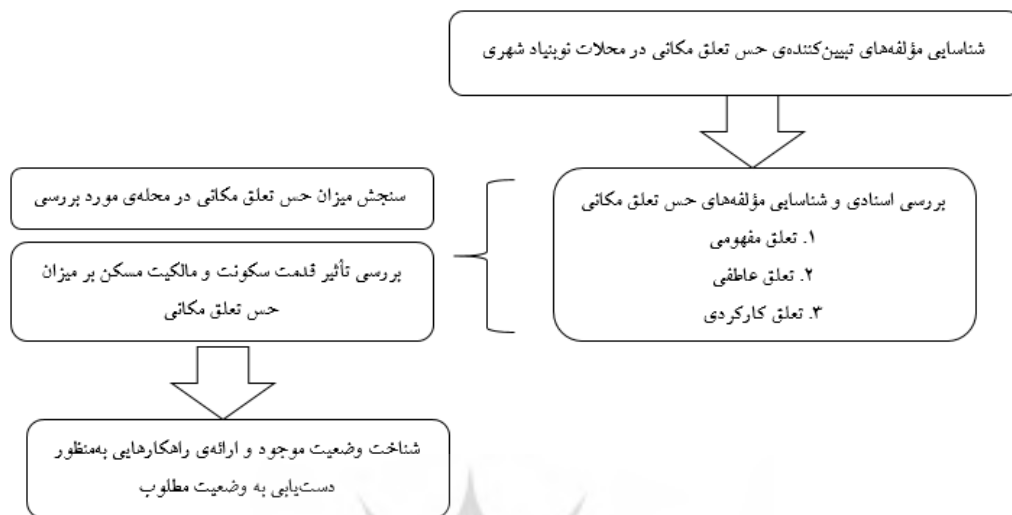 شناسایی مؤلفه‌های تبیین‌کننده‌ی حس تعلق مکانی در محلات نوبنیاد شهری
بررسی اسنادی و شناسایی مؤلفه‌های حس تعلق مکانی
۱. تعلق مفهومی
۲. تعلق عاطفی
۳. تعلق کارکردی
سنجش میزان حس تعلق مکانی در محله‌ی مورد بررسی
بررسی تأثیر قدمت سکونت و مالکیت مسکن بر میزان
حس تعلق مکانی
شناخت وضعیت موجود و ارائه‌ی راهکارهایی به‌منظور
دست‌یابی به وضعیت مطلوب